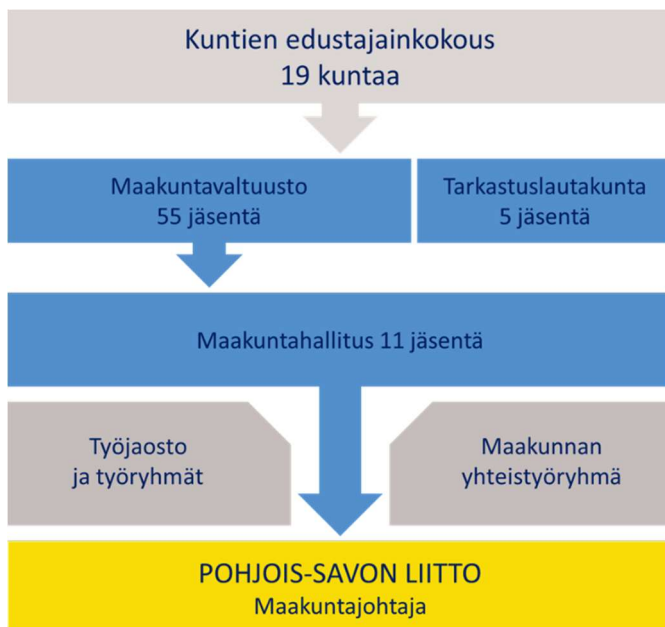 Kuntien edustajainkokous
19 kuntaa
Maakuntavaltuusto
55 jäsentä
Tarkastuslautakunta
5 jäsentä
Maakuntahallitus 11 jäsentä
Työjaosto
ja työryhmät
Maakunnan
yhteistyöryhmä
POHJOIS-SAVON LIITTO
Maakuntajohtaja